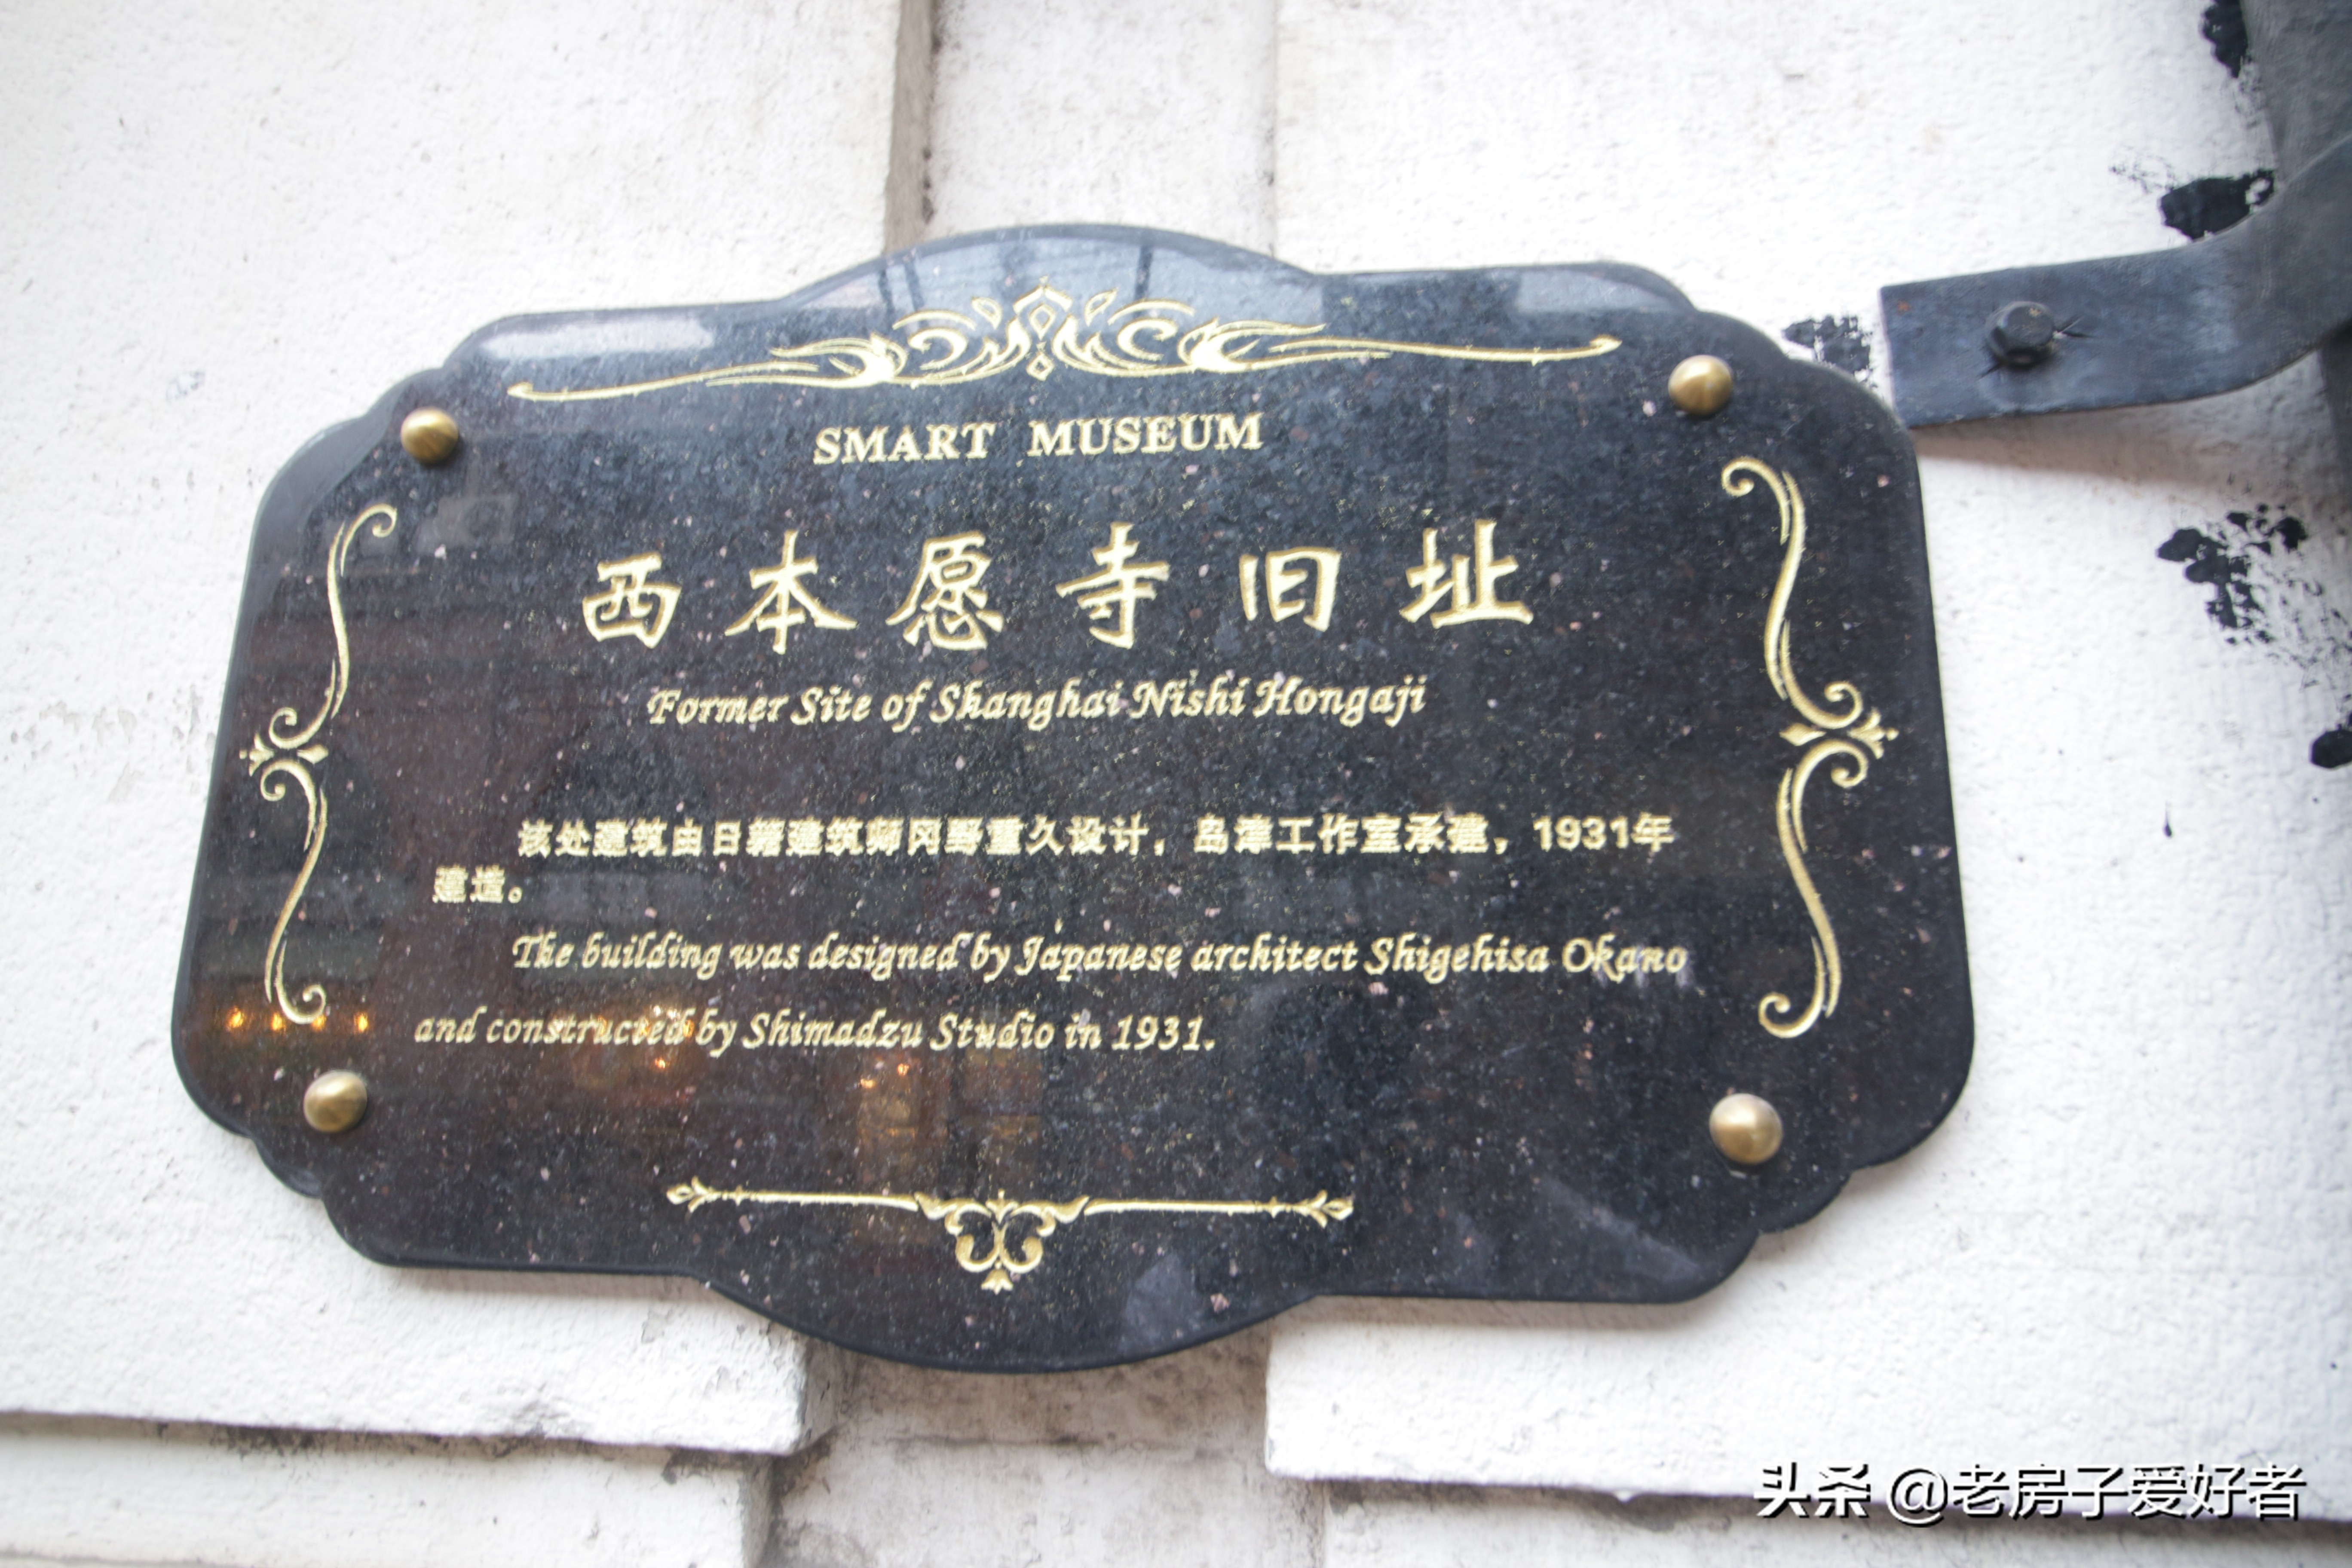 SMART MUSEUM
西本愿寺旧址
Former Site of Shanghai Nishi Hongaji
该处建筑由日籍建筑师冈野重久设计，岛津工作室承建，1931年
建造。
The building was designed by Japanese architect Shigehisa Okano
and constructed by Shimadzu Studio in 1931.
头条 @老房子爱好者